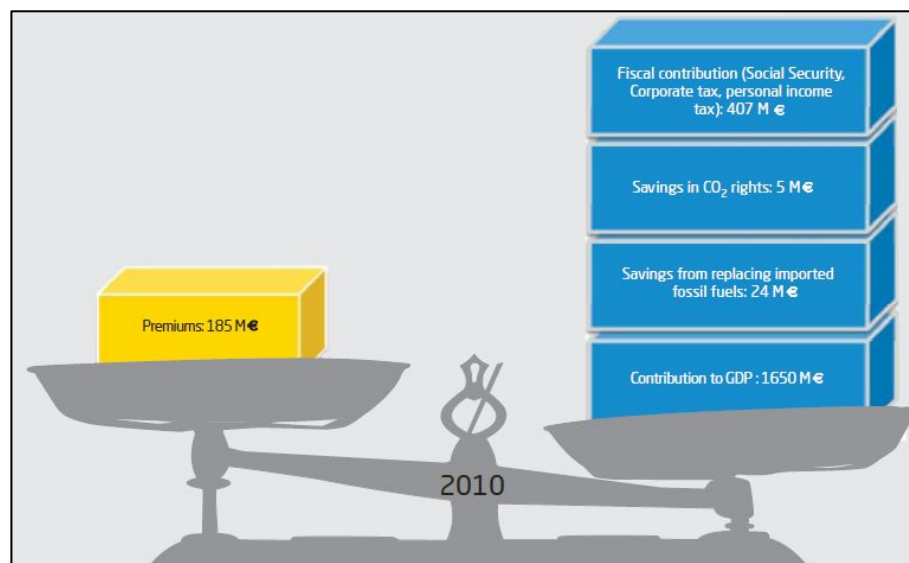 Fiscal contribution (Social Security,
Corporate tax, personal income
tax): 407 M €
Savings in CO₂ rights: 5 M€
Savings from replacing imported
fossil fuels: 24 M€
Premiums: 185 M€
Contribution to GDP : 1650 M€
2010